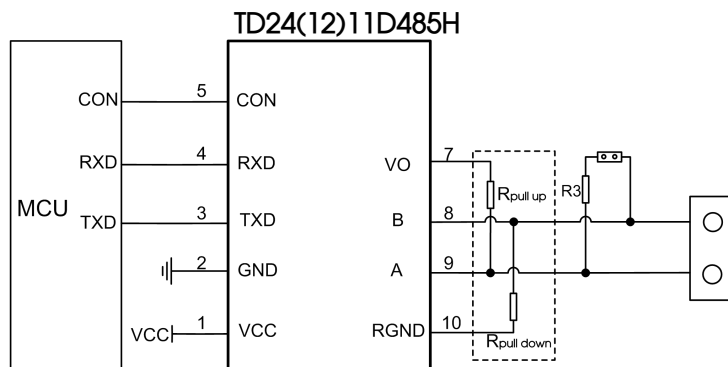 TD24(12)11D485H
MCU
CON 5 CON
RXD 4 RXD
TXD 3 TXD
2 GND
VCC 1 VCC
VO 7
B 8
A 9
RGND 10
Rpull up
R3
Rpull down